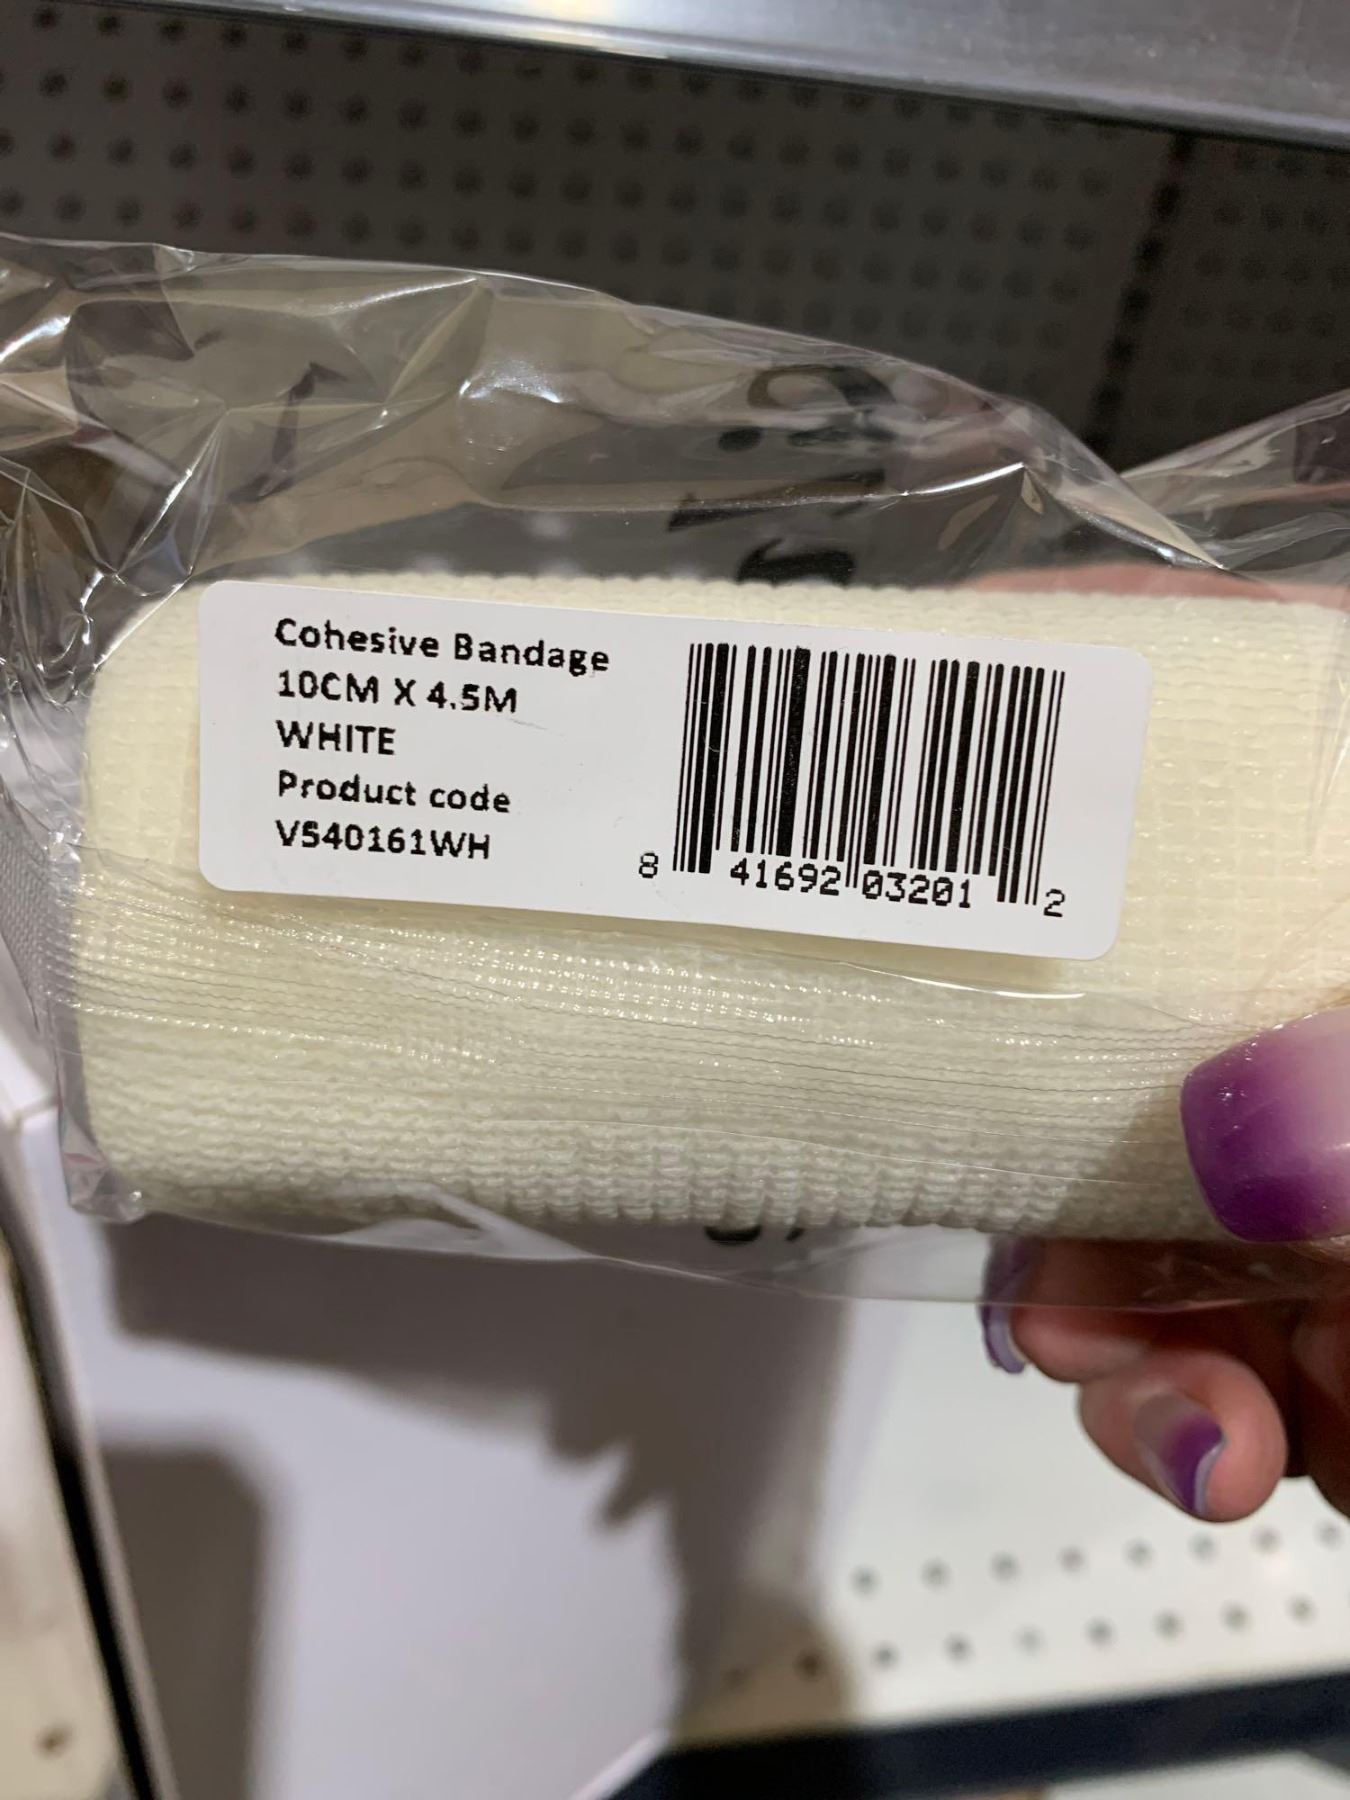 Cohesive Bandage
10CM X 4.5M
WHITE
Product code
V540161WH
8 41692 03201 2